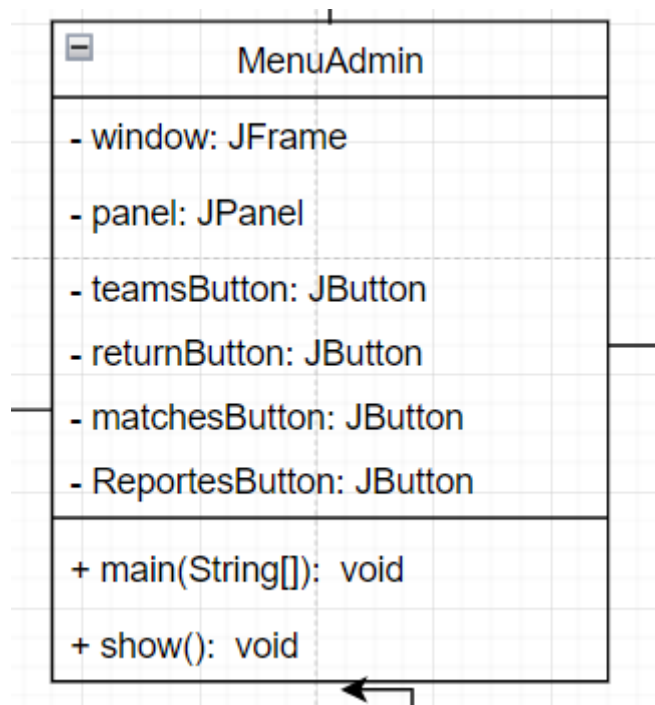 MenuAdmin
- window: JFrame
- panel: JPanel
- teamsButton: JButton
- returnButton: JButton
- matchesButton: JButton
- ReportesButton: JButton
+ main(String[]): void
+ show(): void